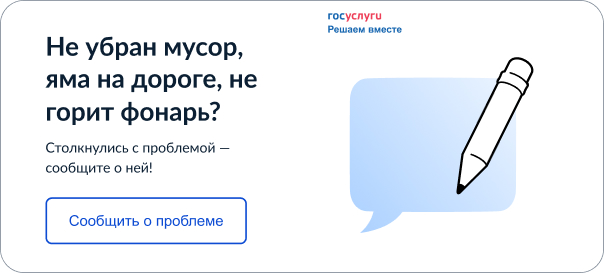 госуслуги
Решаем вместе
Не убран мусор,
яма на дороге, не
горит фонарь?
Столкнулись с проблемой —
сообщите о ней!
Сообщить о проблеме